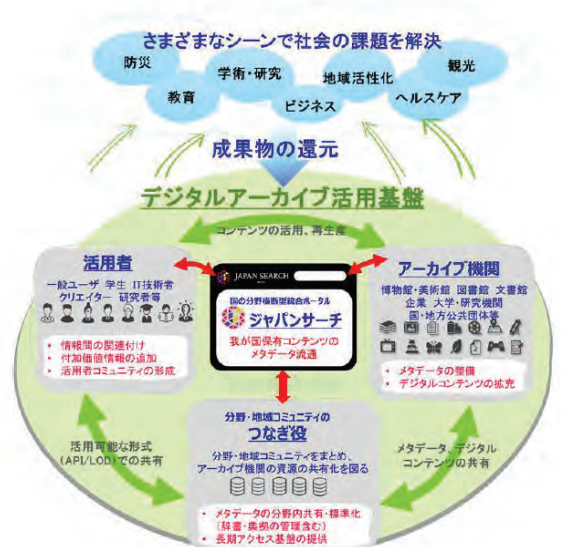 さまざまなシーンで社会の課題を解決
防災
学術・研究
地域活性化
観光
教育
ビジネス
ヘルスケア
成果物の還元
デジタルアーカイブ活用基盤
コンテンツの活用、再生産
活用者
一般ユーザ 学生 IT技術者
クリエイター 研究者等
• 情報間の関連付け
• 付加価値情報の追加
• 活用者コミュニティの形成
JAPAN SEARCH
国の分野横断型統合ポータル
ジャパンサーチ
我が国保有コンテンツの
メタデータ流通
アーカイブ機関
博物館・美術館 図書館 文書館
企業 大学・研究機関
国・地方公共団体等
• メタデータの整備
• デジタルコンテンツの拡充
活用可能な形式
(API/LOD)での共有
分野・地域コミュニティの
つなぎ役
分野・地域コミュニティをまとめ、
アーカイブ機関の資源の共有化を図る
• メタデータの分野内共有・標準化
(辞書・典拠の管理含む)
• 長期アクセス基盤の提供
メタデータ、デジタル
コンテンツの共有